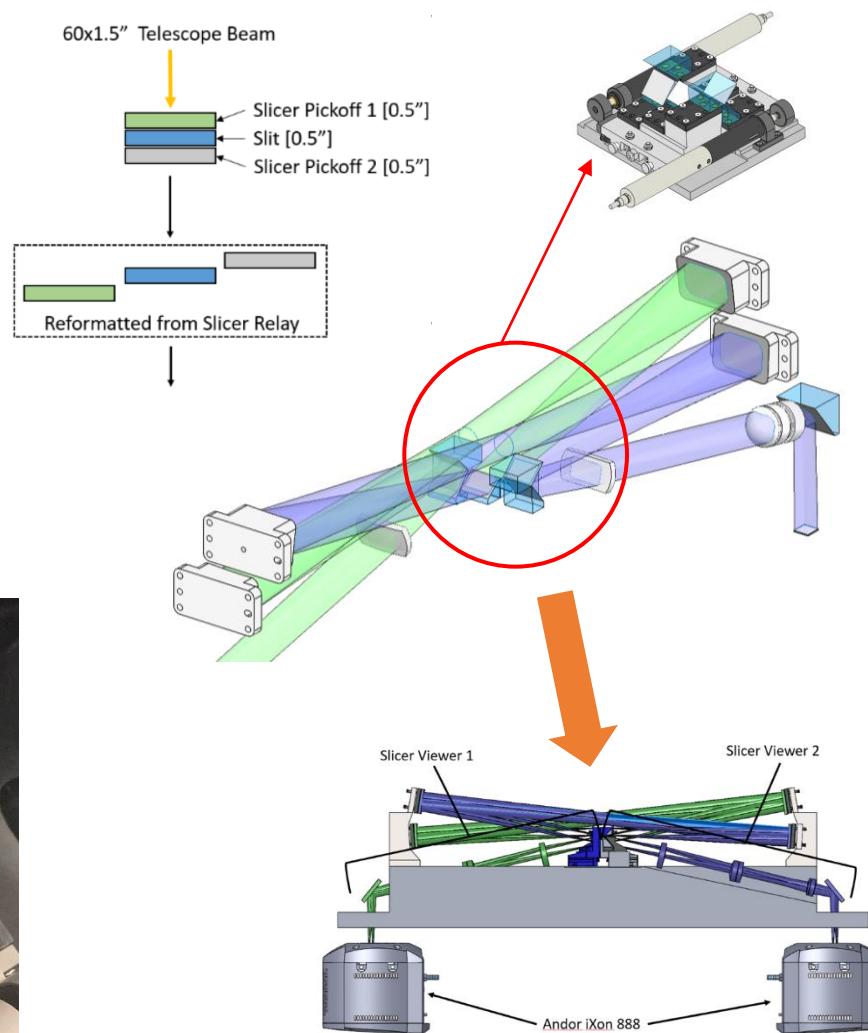 60x1.5” Telescope Beam
Slicer Pickoff 1 [0.5”]
Slit [0.5”]
Slicer Pickoff 2 [0.5”]
Reformatted from Slicer Relay
Slicer Viewer 1
Slicer Viewer 2
Andor iXon 888